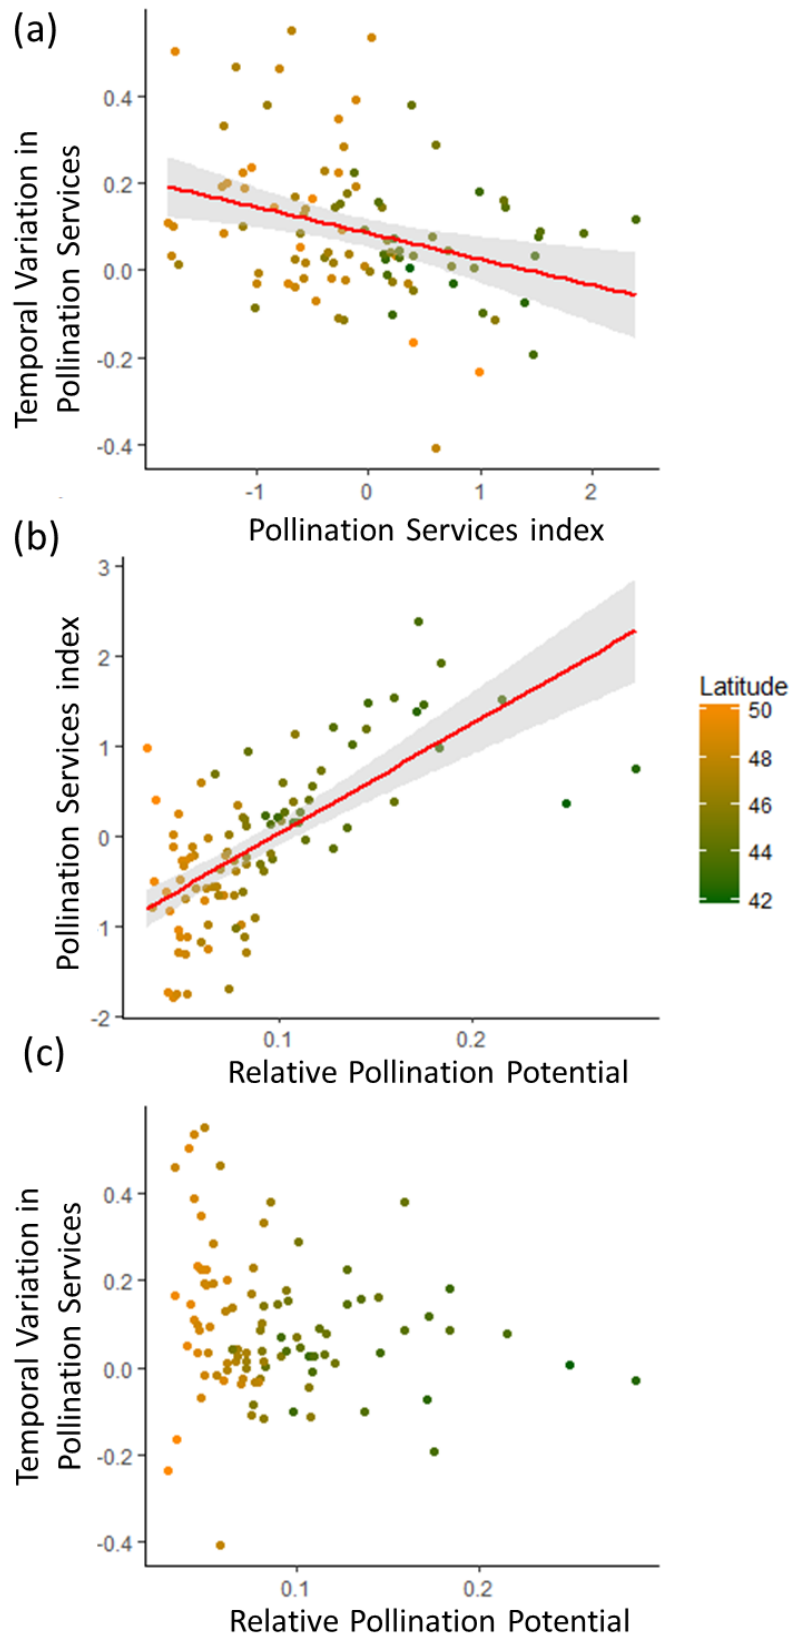 (a)
Temporal Variation in
Pollination Services
0.4
0.2
0.0
-0.2
-0.4
-1 0 1 2
Pollination Services index
(b)
Pollination Services index
3
2
1
0
1
-2
0.1 0.2
Relative Pollination Potential
Latitude
50
48
46
44
42
(c)
Temporal Variation in
Pollination Services
0.4
0.2
0.0
-0.2
-0.4
0.1 0.2
Relative Pollination Potential